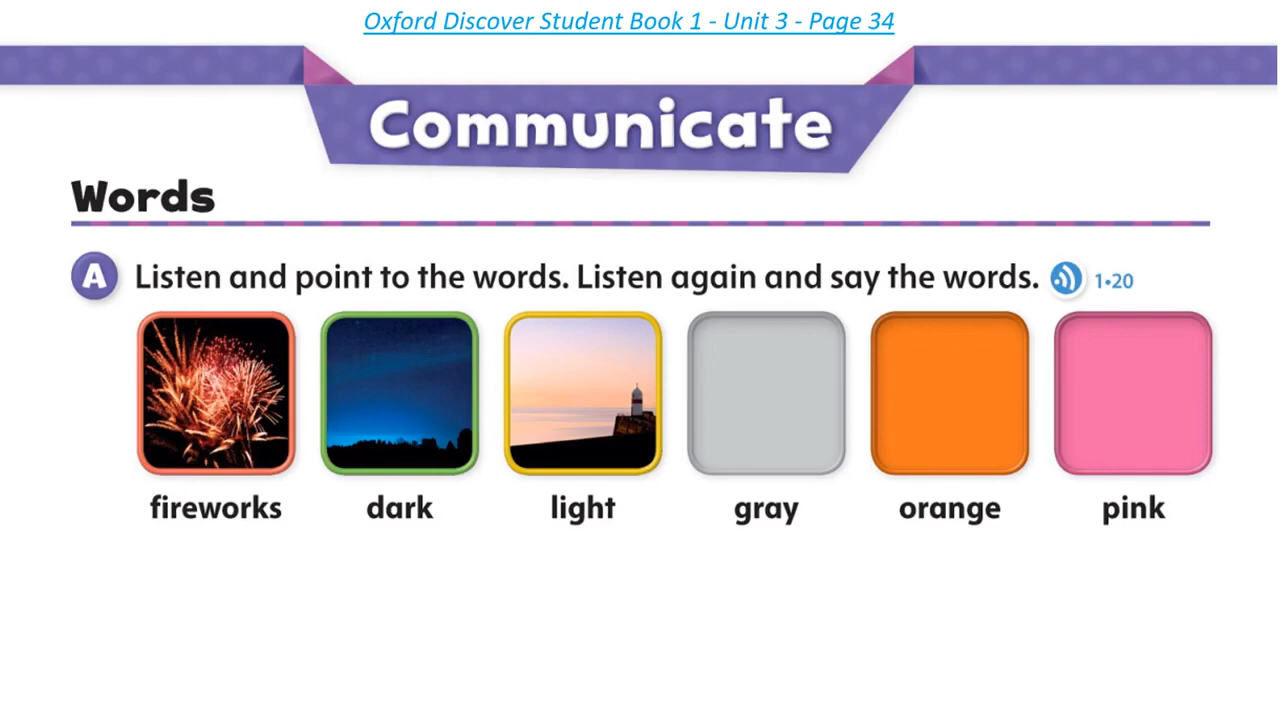 Oxford Discover Student Book 1 - Unit 3 - Page 34
Communicate
Words
A Listen and point to the words. Listen again and say the words. 1•20
fireworks dark light gray orange pink